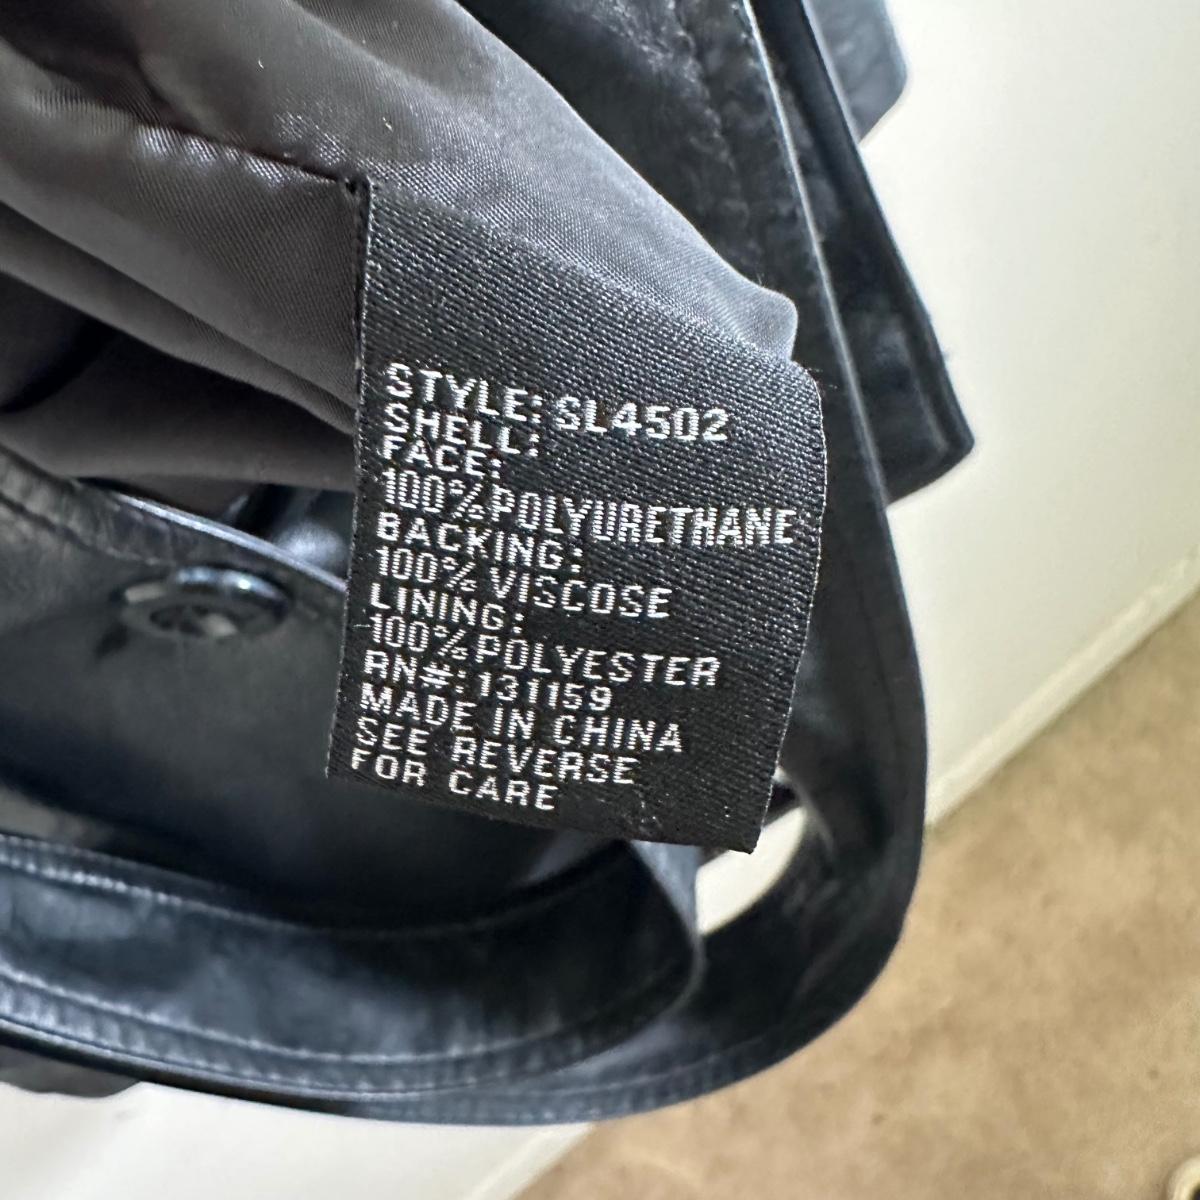 STYLE: SL4502
SHELL:
FACE:
100% POLYURETHANE
BACKING:
100% VISCOSE
LINING:
100% POLYESTER
RN#: 131159
MADE IN CHINA
SEE REVERSE
FOR CARE